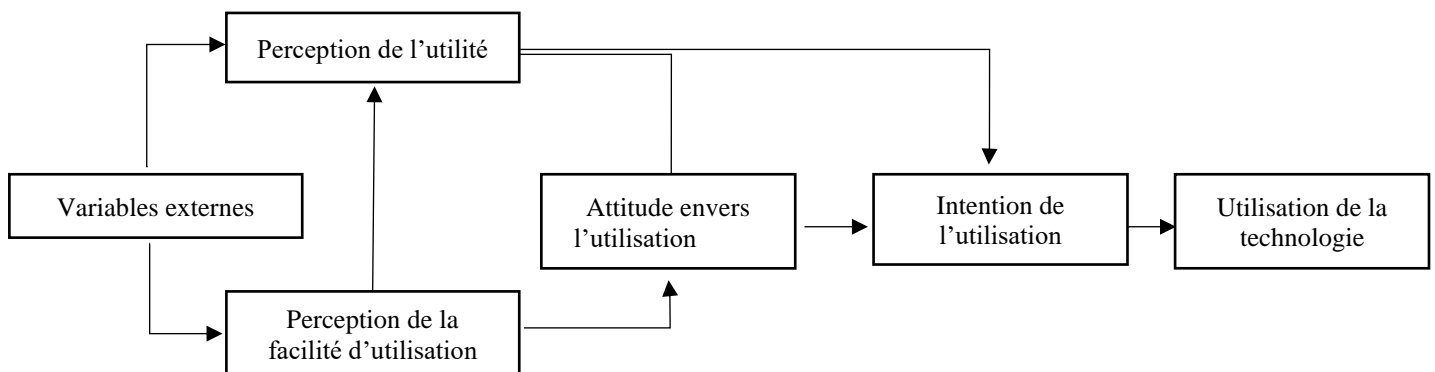 Perception de l’utilité
Variables externes
Attitude envers
l’utilisation
Intention de
l’utilisation
Utilisation de la
technologie
Perception de la
facilité d’utilisation